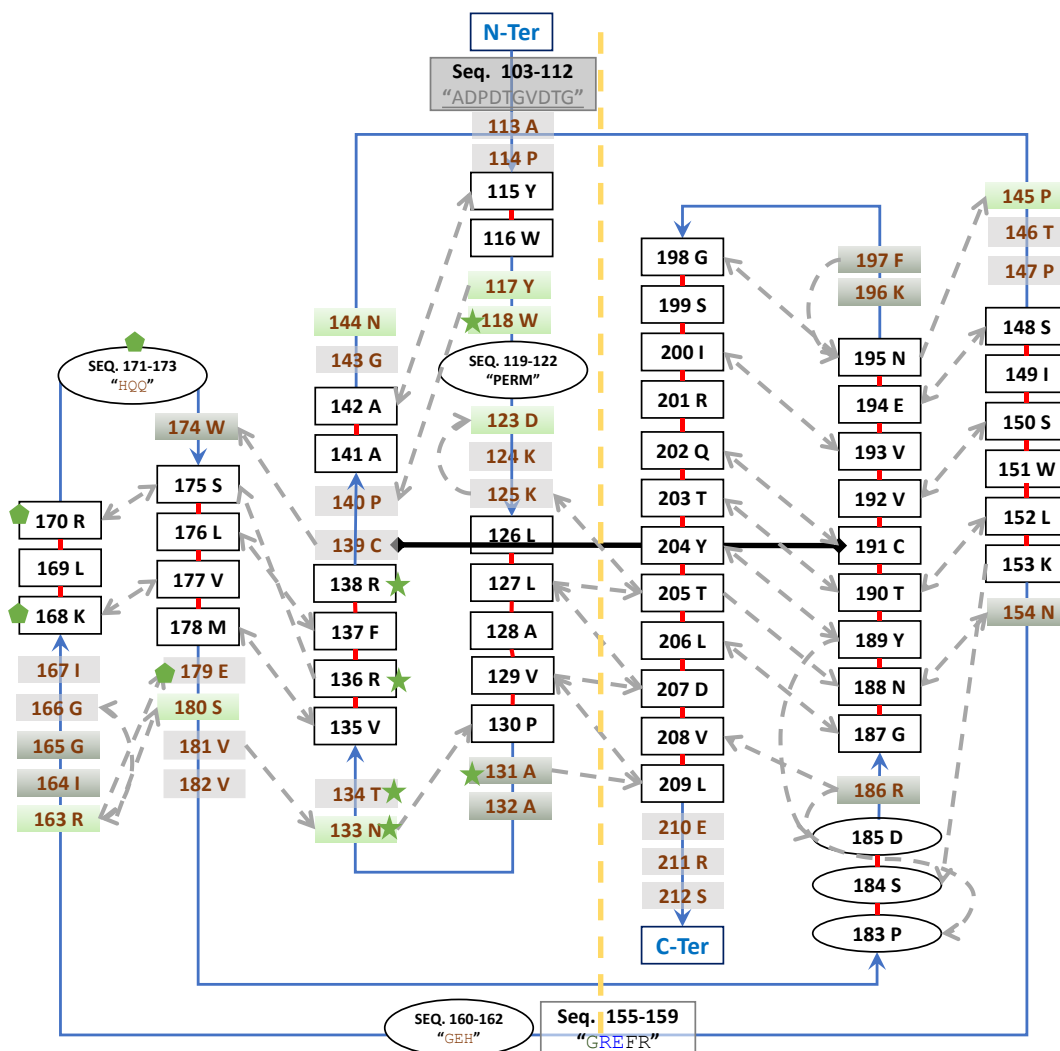 N-Ter
Seq. 103-112
“ADPDTGVDTG”
113 A
114 P
115 Y
116 W
117 Y
118 W
SEQ. 119-122
“PERM”
123 D
124 K
125 K
126 L
127 L
128 A
129 V
130 P
131 A
132 A
144 N
143 G
142 A
141 A
140 P
139 C
138 R
137 F
136 R
135 V
134 T
133 N
SEQ. 171-173
“HQQ”
174 W
175 S
176 L
177 V
178 M
179 E
180 S
181 V
182 V
170 R
169 L
168 K
167 I
166 G
165 G
164 I
163 R
198 G
199 S
200 I
201 R
202 Q
203 T
204 Y
205 T
206 L
207 D
208 V
209 L
210 E
211 R
212 S
C-Ter
197 F
196 K
195 N
194 E
193 V
192 V
191 C
190 T
189 Y
188 N
187 G
186 R
185 D
184 S
183 P
145 P
146 T
147 P
148 S
149 I
150 S
151 W
152 L
153 K
154 N
SEQ. 160-162
“GEH”
Seq. 155-159
“GREFR”